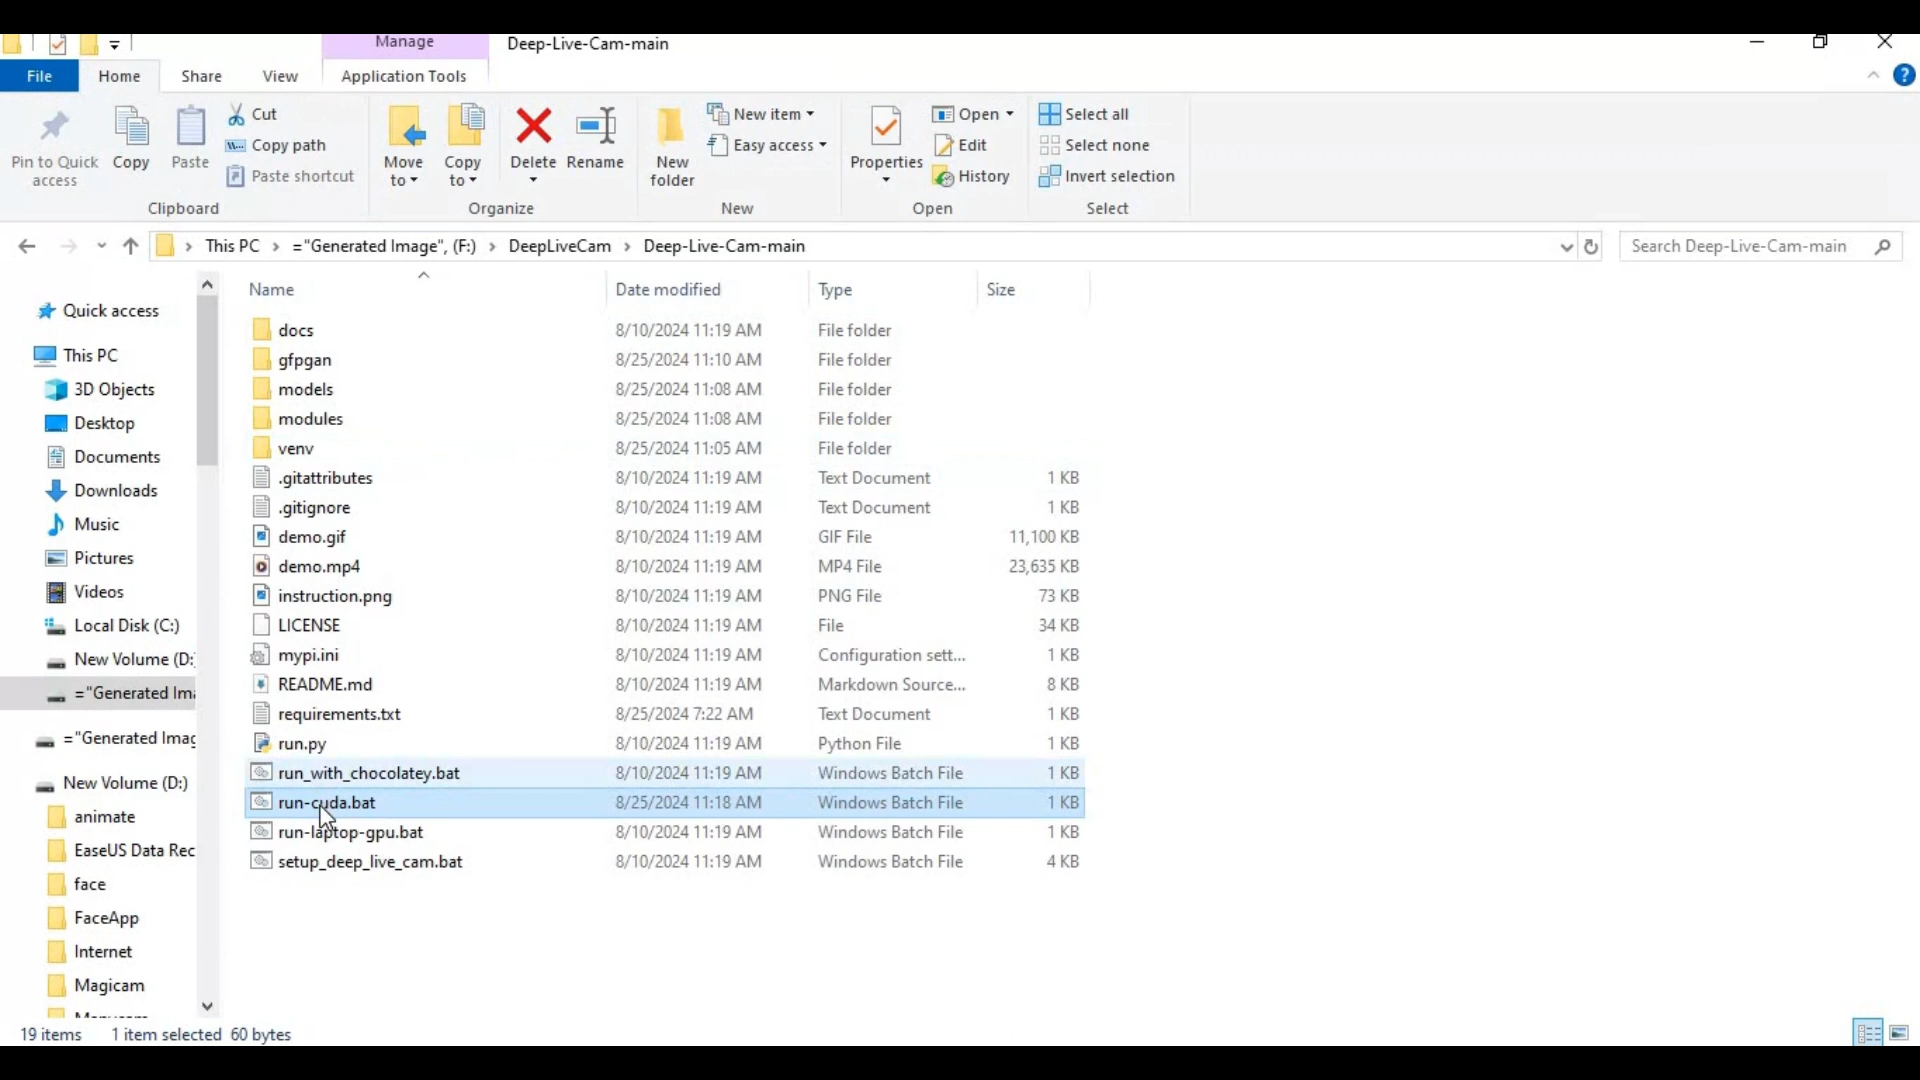 Manage
Deep-Live-Cam-main
File
Home
Share
View
Application Tools
Pin to Quick access
Copy
Paste
Cut
Copy path
Paste shortcut
Clipboard
Move to
Copy to
Delete
Rename
Organize
New folder
New item
Easy access
New
Properties
Open
Edit
History
Open
Select all
Select none
Invert selection
Select
This PC > ="Generated Image", (F:) > DeepLiveCam > Deep-Live-Cam-main
Search Deep-Live-Cam-main
Quick access
This PC
3D Objects
Desktop
Documents
Downloads
Music
Pictures
Videos
Local Disk (C:)
New Volume (D:
="Generated Ima
="Generated Imag
New Volume (D:)
animate
EaseUS Data Rec
face
FaceApp
Internet
Magicam
Name Date modified Type Size
docs 8/10/2024 11:19 AM File folder
gfpgan 8/25/2024 11:10 AM File folder
models 8/25/2024 11:08 AM File folder
modules 8/25/2024 11:08 AM File folder
venv 8/25/2024 11:05 AM File folder
.gitattributes 8/10/2024 11:19 AM Text Document 1 KB
.gitignore 8/10/2024 11:19 AM Text Document 1 KB
demo.gif 8/10/2024 11:19 AM GIF File 11,100 KB
demo.mp4 8/10/2024 11:19 AM MP4 File 23,635 KB
instruction.png 8/10/2024 11:19 AM PNG File 73 KB
LICENSE 8/10/2024 11:19 AM File 34 KB
mypi.ini 8/10/2024 11:19 AM Configuration sett... 1 KB
README.md 8/10/2024 11:19 AM Markdown Source... 8 KB
requirements.txt 8/25/2024 7:22 AM Text Document 1 KB
run.py 8/10/2024 11:19 AM Python File 1 KB
run_with_chocolatey.bat 8/10/2024 11:19 AM Windows Batch File 1 KB
run-cuda.bat 8/25/2024 11:18 AM Windows Batch File 1 KB
run-laptop-gpu.bat 8/10/2024 11:19 AM Windows Batch File 1 KB
setup_deep_live_cam.bat 8/10/2024 11:19 AM Windows Batch File 4 KB
19 items 1 item selected 60 bytes